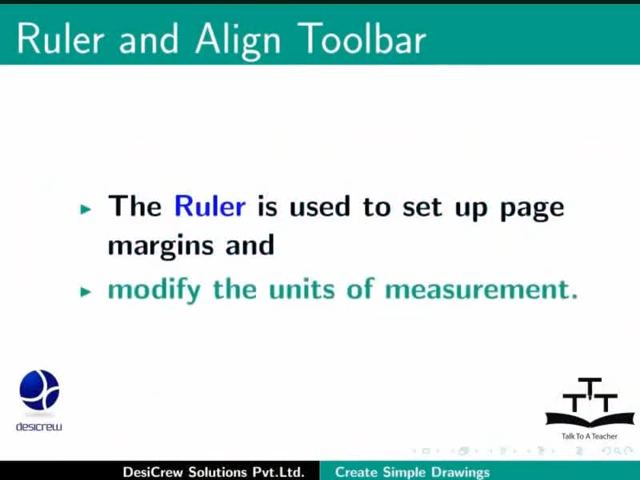 Ruler and Align Toolbar
The Ruler is used to set up page
margins and
modify the units of measurement.
desicrew
TTT
Talk To A Teacher
DesiCrew Solutions Pvt.Ltd.
Create Simple Drawings